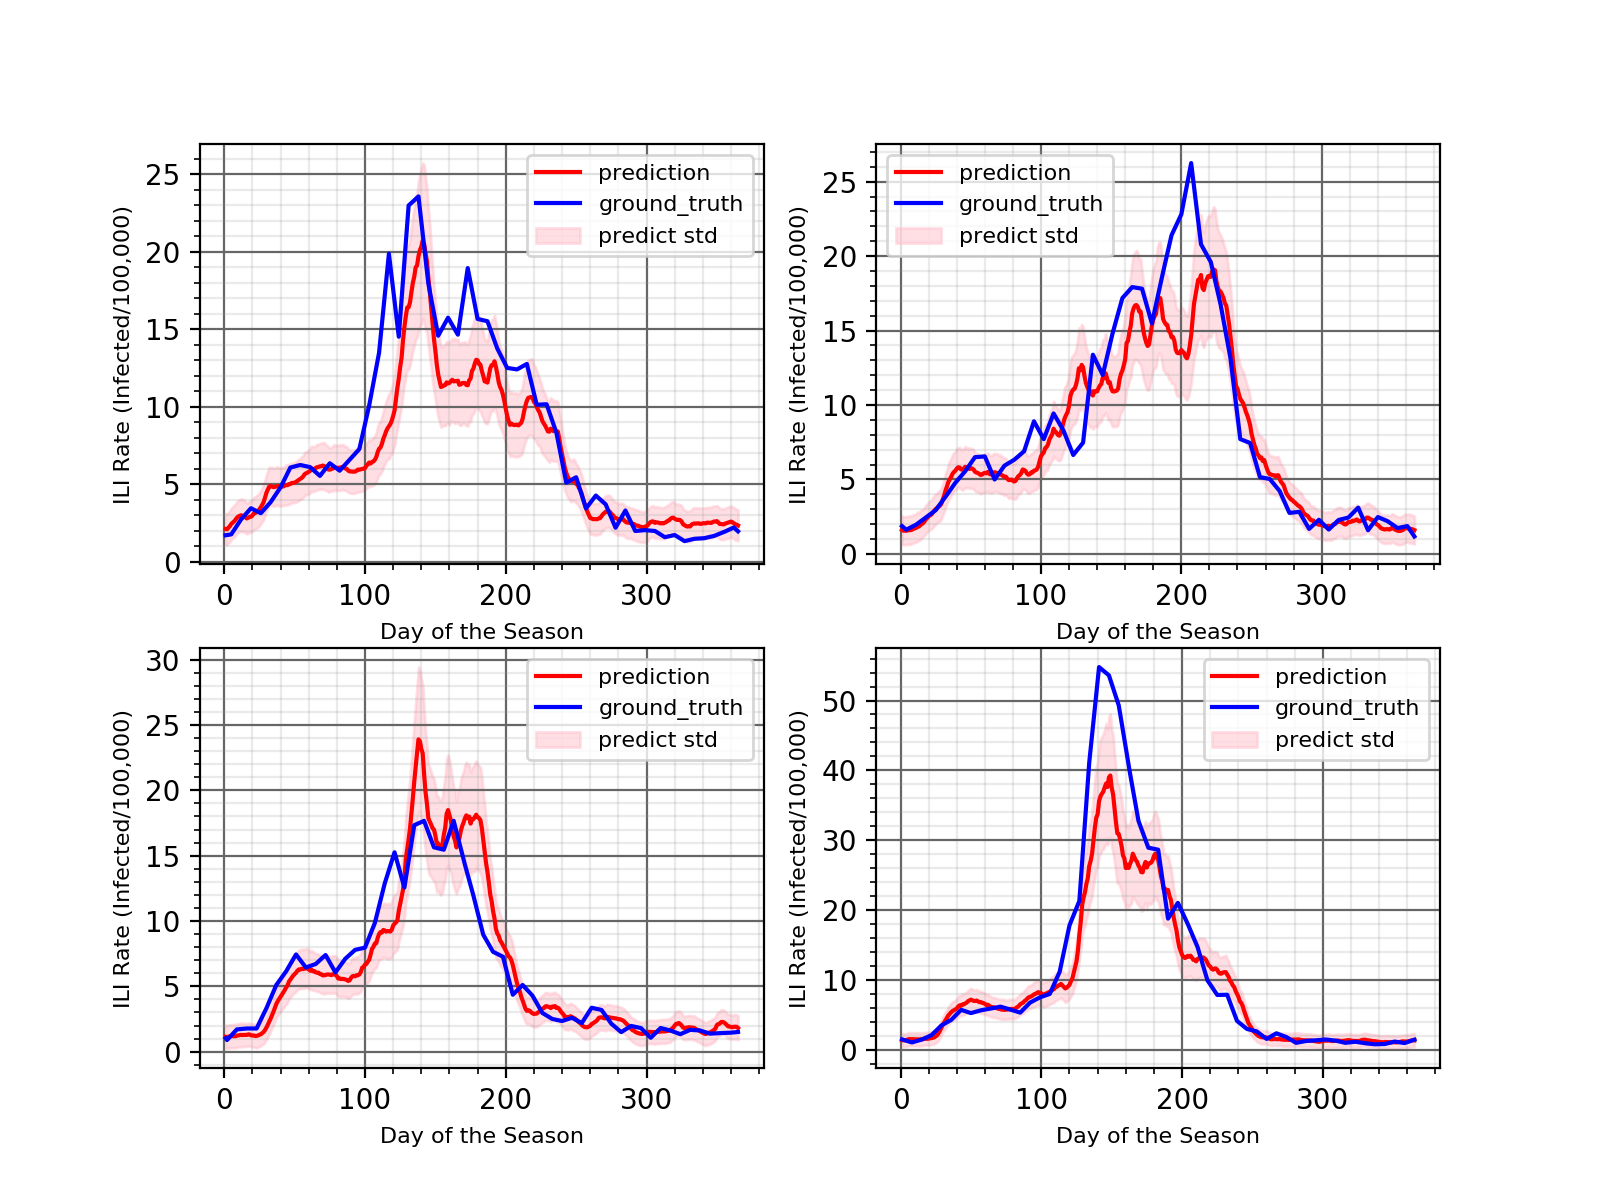 prediction
ground_truth
predict std
ILI Rate (Infected/100,000)
25
20
15
10
5
0
0 100 200 300
Day of the Season
prediction
ground_truth
predict std
ILI Rate (Infected/100,000)
25
20
15
10
5
0
0 100 200 300
Day of the Season
prediction
ground_truth
predict std
ILI Rate (Infected/100,000)
30
25
20
15
10
5
0
0 100 200 300
Day of the Season
prediction
ground_truth
predict std
ILI Rate (Infected/100,000)
50
40
30
20
10
0
0 100 200 300
Day of the Season